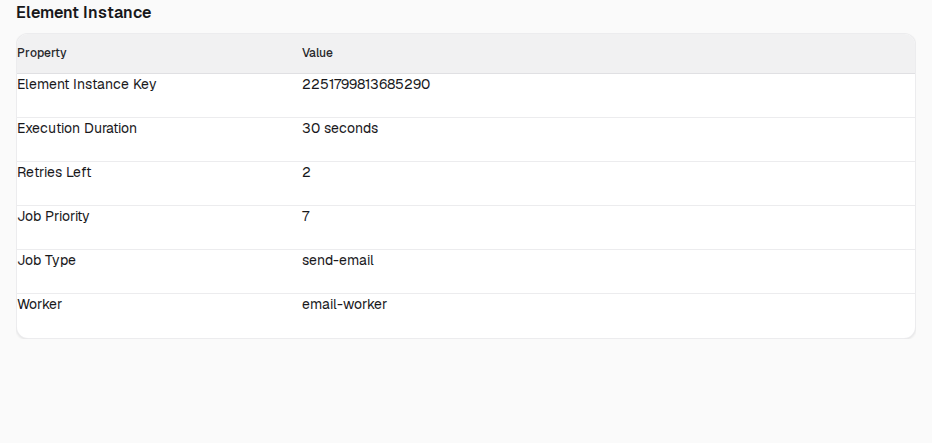 Element Instance
Property Value
Element Instance Key 2251799813685290
Execution Duration 30 seconds
Retries Left 2
Job Priority 7
Job Type send-email
Worker email-worker